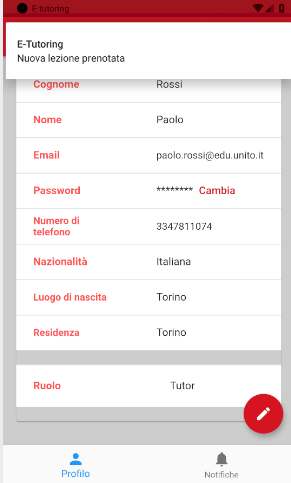 E-tutoring
E-Tutoring
Nuova lezione prenotata
Cognome Rossi
Nome Paolo
Email paolo.rossi@edu.unito.it
Password ******** Cambia
Numero di telefono 3347811074
Nazionalità Italiana
Luogo di nascita Torino
Residenza Torino
Ruolo Tutor
Profilo Notifiche